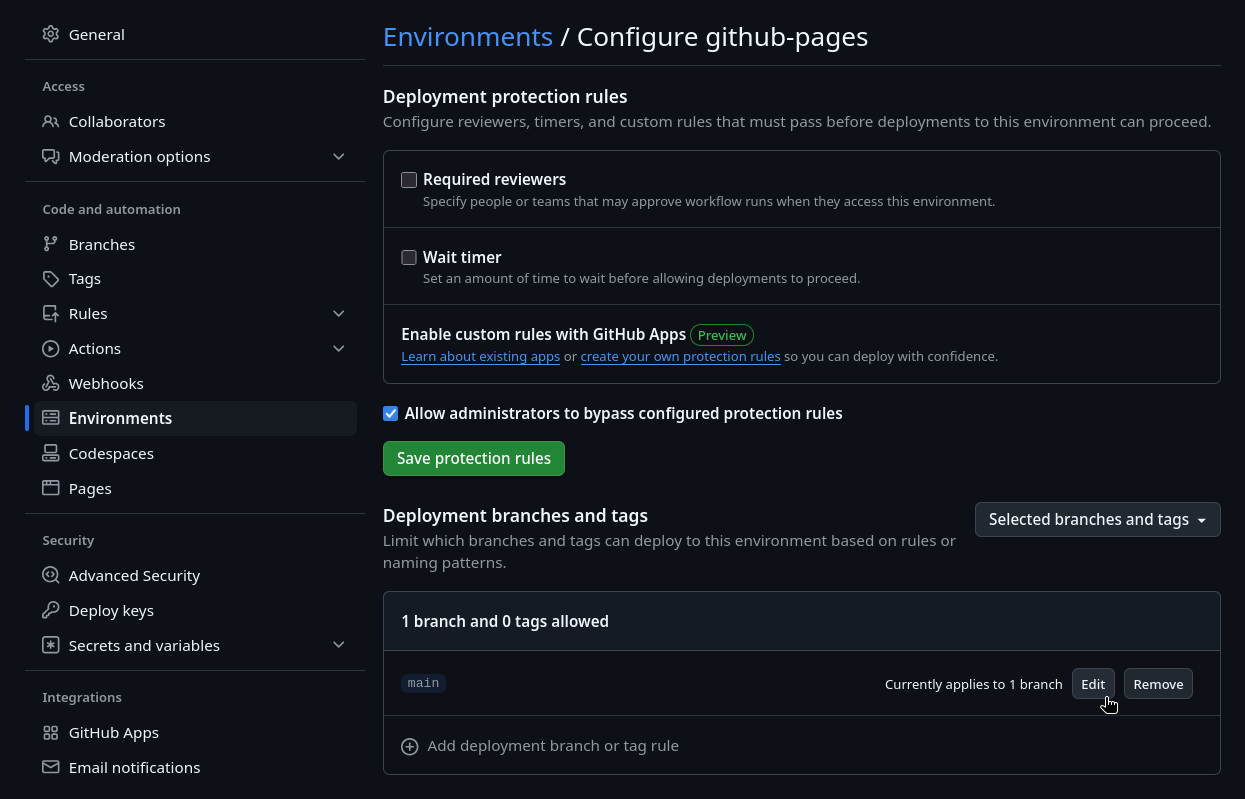 General
Access
Collaborators
Moderation options
Code and automation
Branches
Tags
Rules
Actions
Webhooks
Environments
Codespaces
Pages
Security
Advanced Security
Deploy keys
Secrets and variables
Integrations
GitHub Apps
Email notifications
Environments / Configure github-pages
Deployment protection rules
Configure reviewers, timers, and custom rules that must pass before deployments to this environment can proceed.
Required reviewers
Specify people or teams that may approve workflow runs when they access this environment.
Wait timer
Set an amount of time to wait before allowing deployments to proceed.
Enable custom rules with GitHub Apps Preview
Learn about existing apps or create your own protection rules so you can deploy with confidence.
Allow administrators to bypass configured protection rules
Save protection rules
Deployment branches and tags
Limit which branches and tags can deploy to this environment based on rules or
naming patterns.
Selected branches and tags
1 branch and 0 tags allowed
main Currently applies to 1 branch Edit Remove
Add deployment branch or tag rule